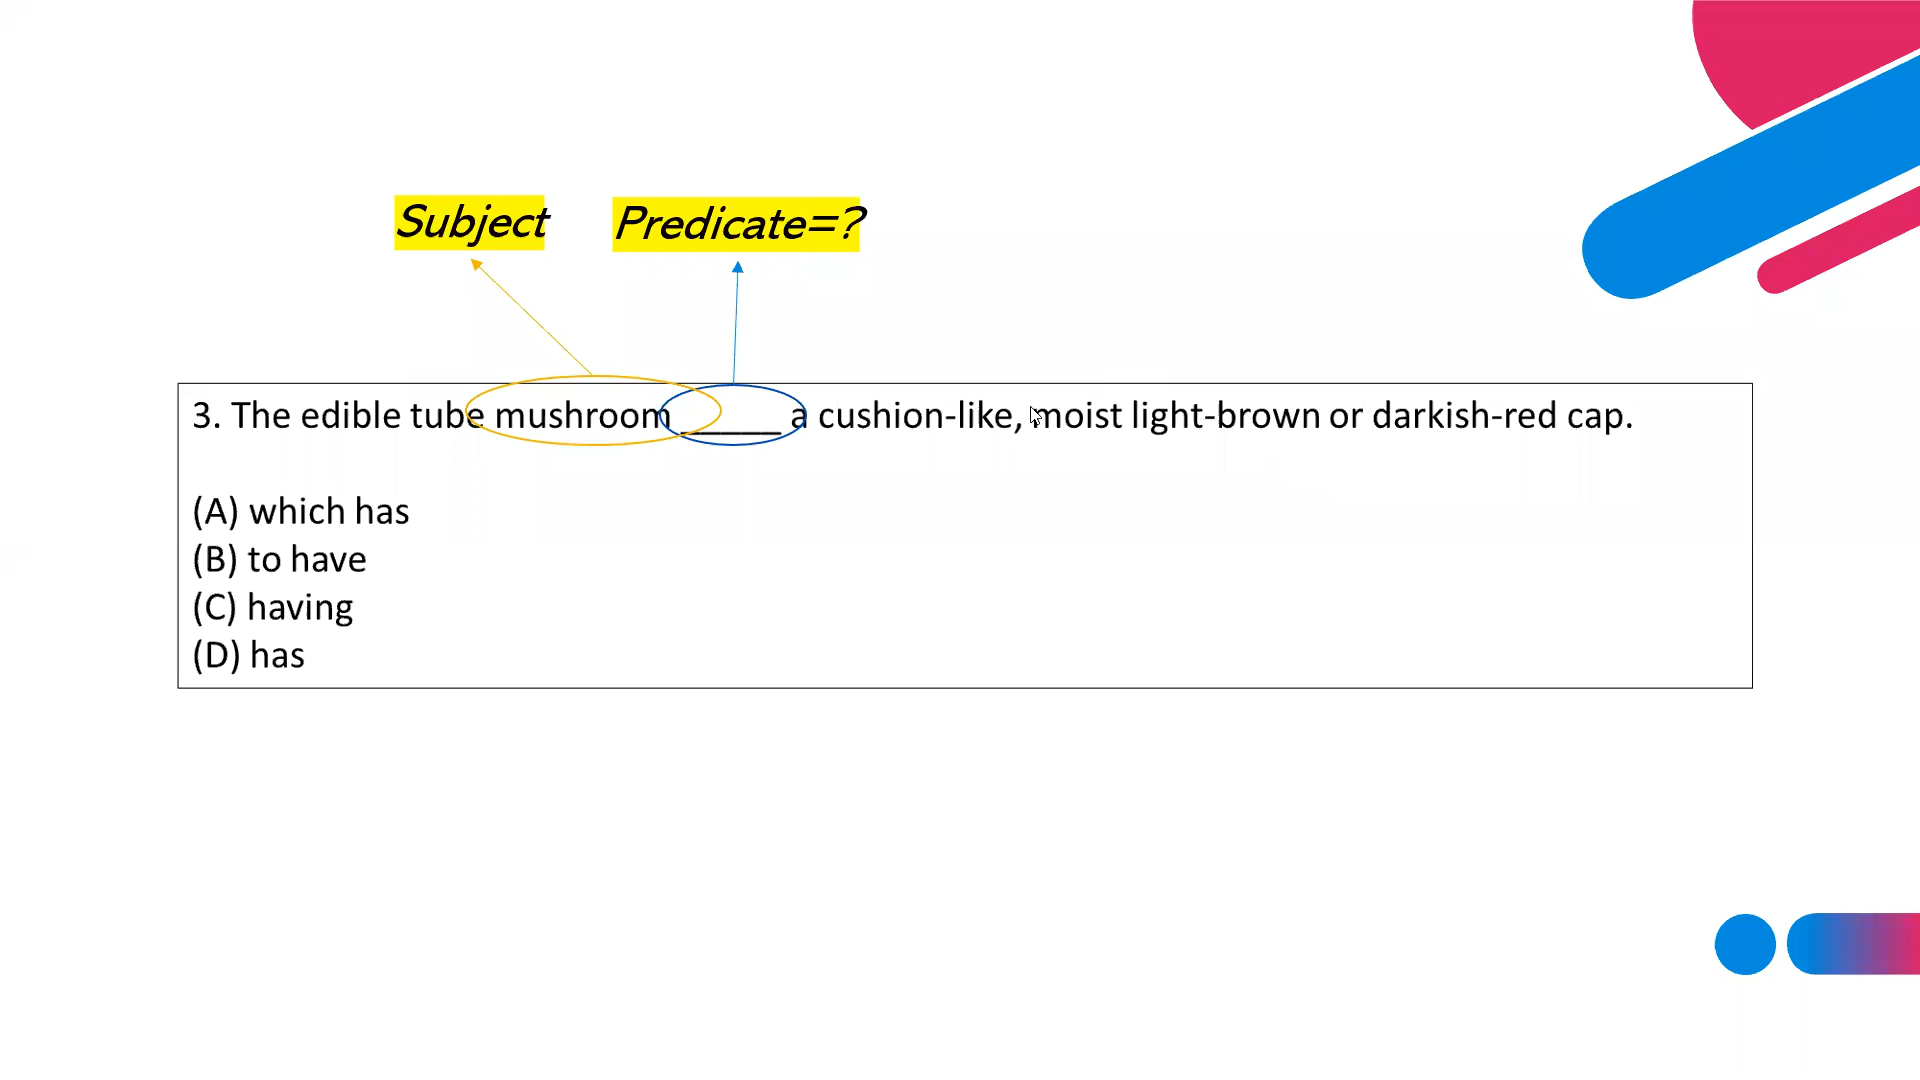 Subject Predicate=?
3. The edible tube mushroom _____ a cushion-like, moist light-brown or darkish-red cap.
(A) which has
(B) to have
(C) having
(D) has